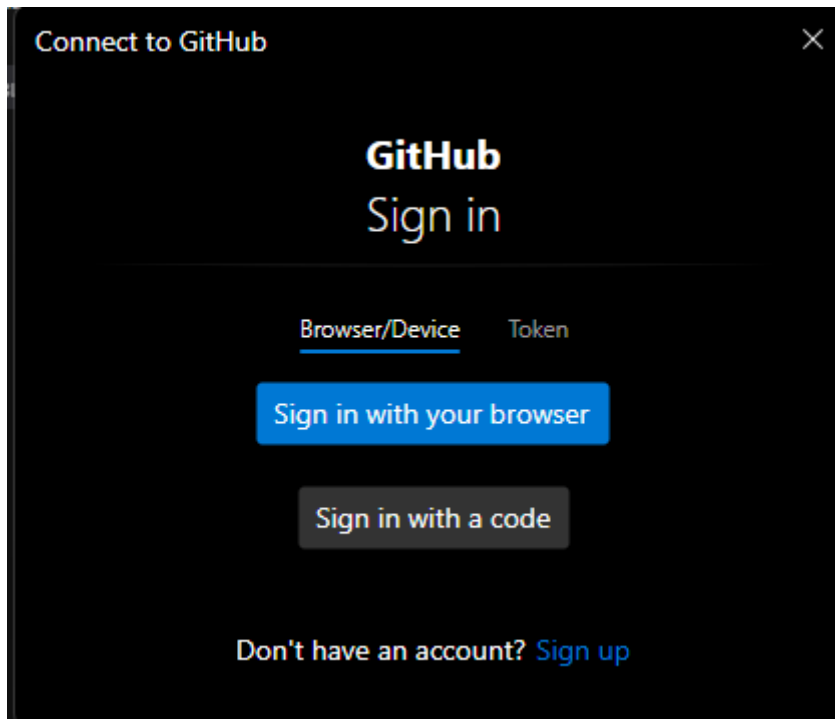 Connect to GitHub
GitHub
Sign in
Browser/Device Token
Sign in with your browser
Sign in with a code
Don't have an account? Sign up